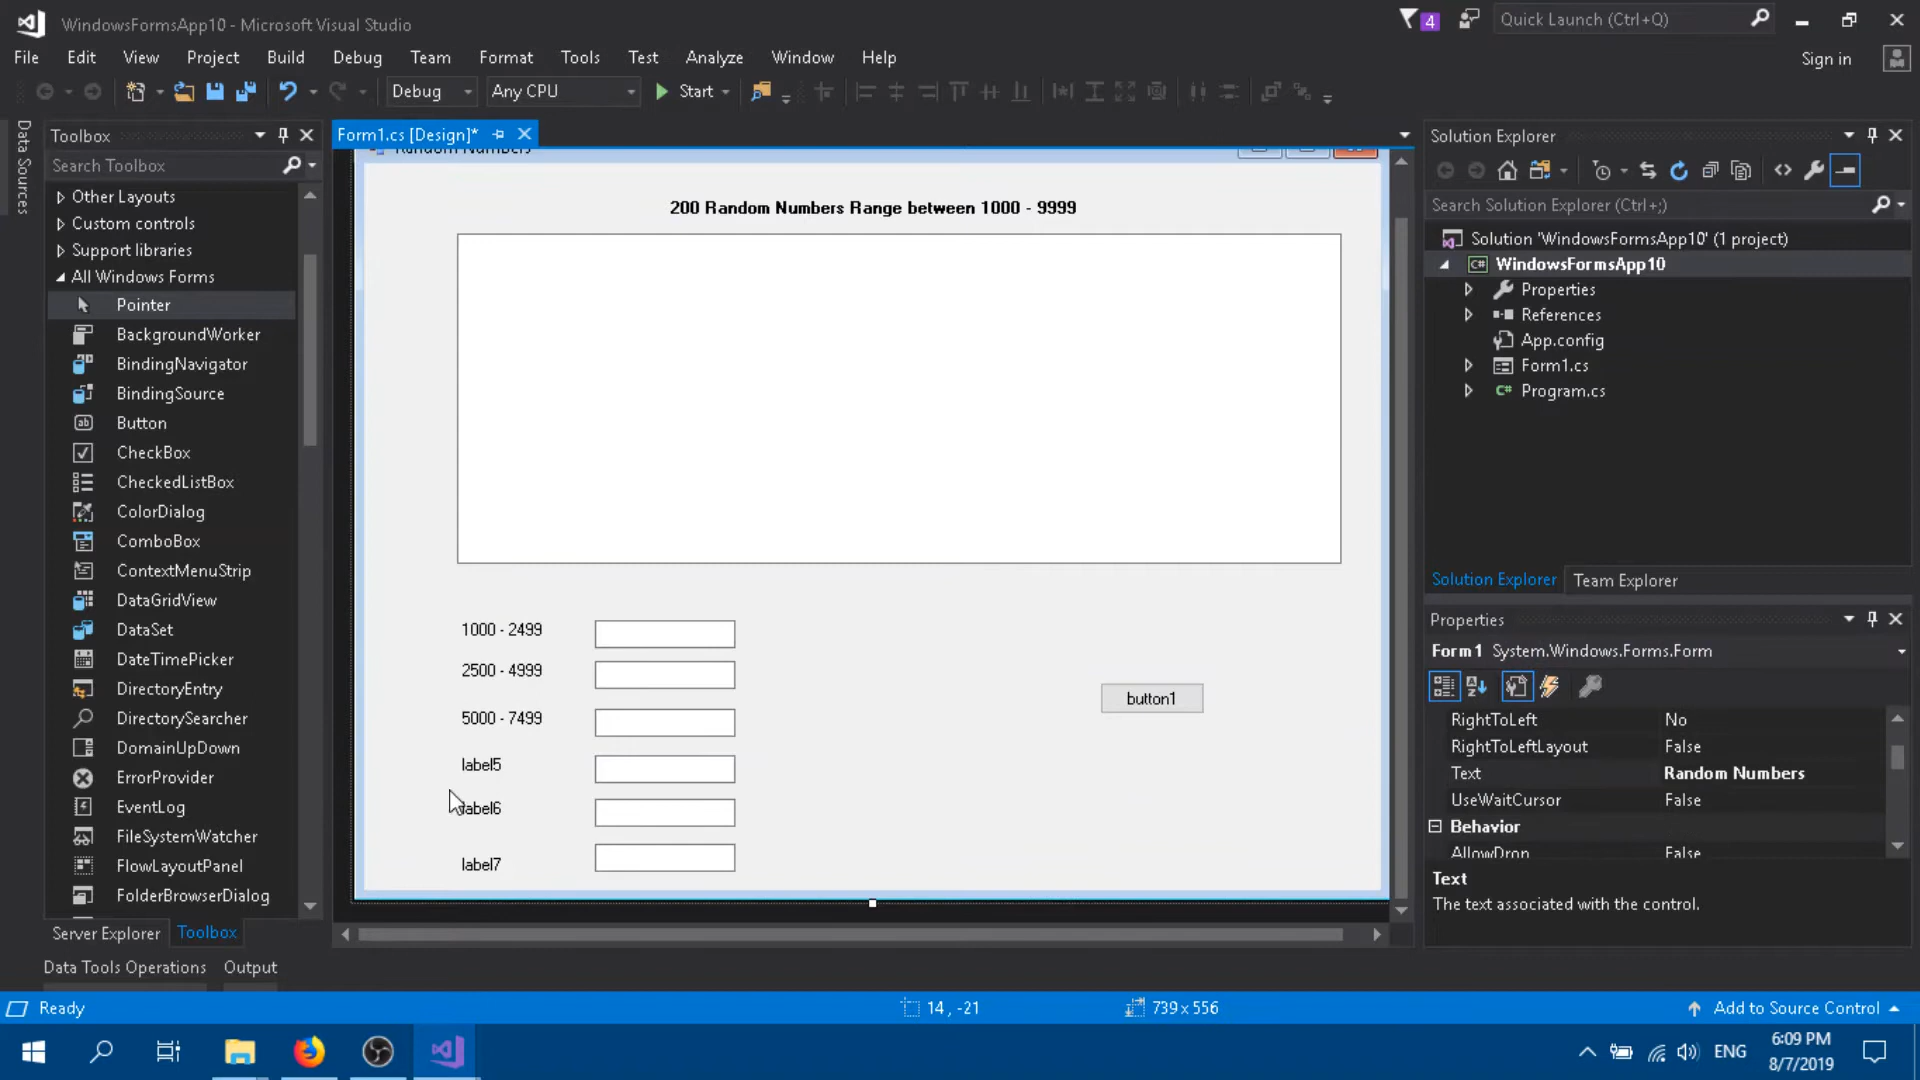 WindowsFormsApp10 - Microsoft Visual Studio
4
Quick Launch (Ctrl+Q)
File Edit View Project Build Debug Team Format Tools Test Analyze Window Help
Sign in
Debug Any CPU Start
Data Sources
Toolbox
Search Toolbox
Other Layouts
Custom controls
Support libraries
All Windows Forms
Pointer
BackgroundWorker
BindingNavigator
BindingSource
Button
CheckBox
CheckedListBox
ColorDialog
ComboBox
ContextMenuStrip
DataGridView
DataSet
DateTimePicker
DirectoryEntry
DirectorySearcher
DomainUpDown
ErrorProvider
EventLog
FileSystemWatcher
FlowLayoutPanel
FolderBrowserDialog
Server Explorer Toolbox
Form1.cs [Design]*
Random Numbers
200 Random Numbers Range between 1000 - 9999
1000 - 2499
2500 - 4999
5000 - 7499
label5
label6
label7
button1
Solution Explorer
Search Solution Explorer (Ctrl+;)
Solution 'WindowsFormsApp10' (1 project)
C# WindowsFormsApp10
Properties
References
App.config
Form1.cs
C# Program.cs
Solution Explorer Team Explorer
Properties
Form1 System.Windows.Forms.Form
RightToLeft No
RightToLeftLayout False
Text Random Numbers
UseWaitCursor False
Behavior
AllowDrop False
Text
The text associated with the control.
Data Tools Operations Output
Ready
14 , -21
739 x 556
Add to Source Control
ENG
6:09 PM
8/7/2019